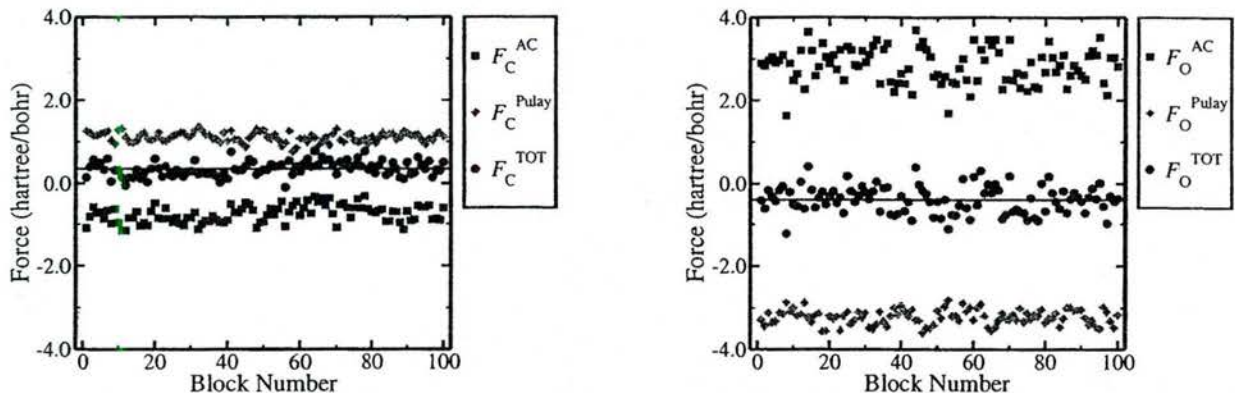 4.0
2.0
0.0
-2.0
-4.0
Force (hartree/bohr)
0 20 40 60 80 100
Block Number
F_C^AC
F_C^Pulay
F_C^TOT
4.0
2.0
0.0
-2.0
-4.0
Force (hartree/bohr)
0 20 40 60 80 100
Block Number
F_O^AC
F_O^Pulay
F_O^TOT